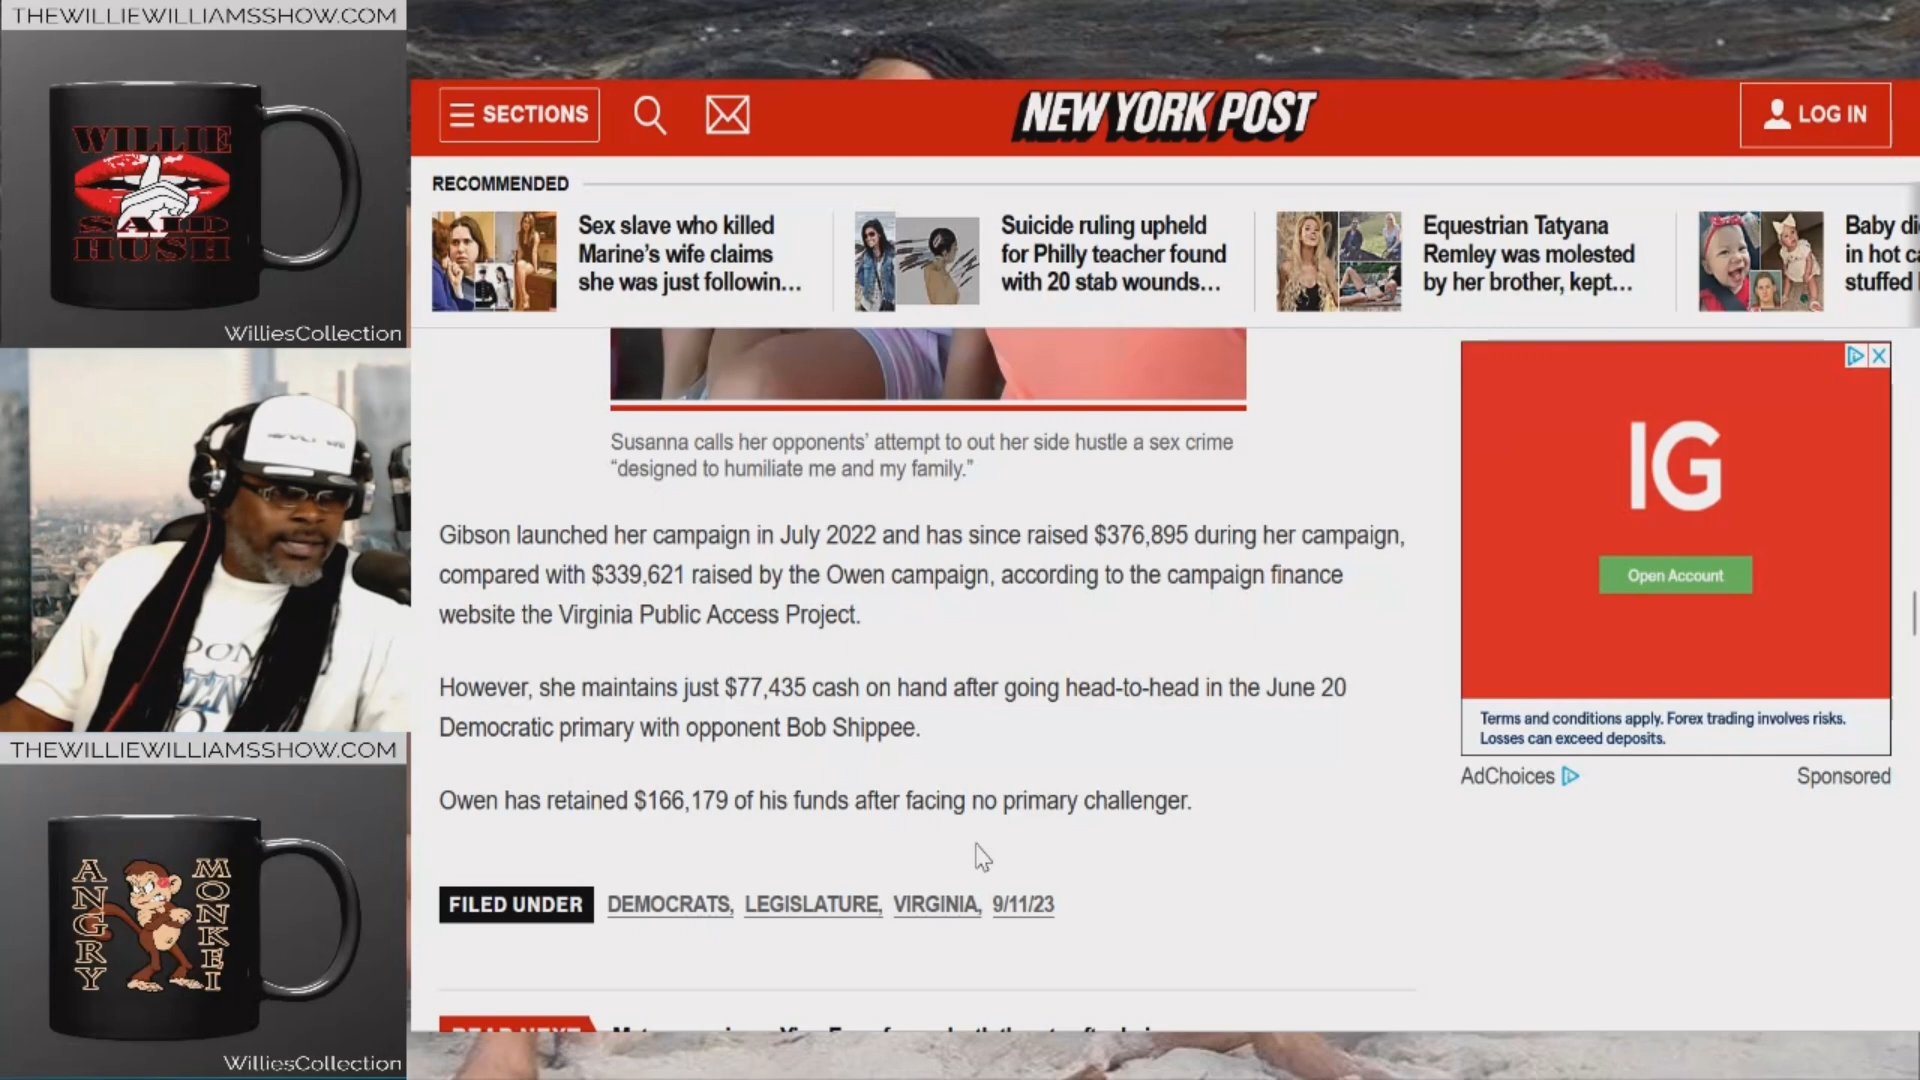 THEWILLIEWILLIAMSSHOW.COM
WILLIE
SAID
HUSH
WilliesCollection
THEWILLIEWILLIAMSSHOW.COM
ANGRY
MONKEI
WilliesCollection
SECTIONS
NEW YORK POST
LOG IN
RECOMMENDED
Sex slave who killed
Marine's wife claims
she was just followin...
Suicide ruling upheld
for Philly teacher found
with 20 stab wounds...
Equestrian Tatyana
Remley was molested
by her brother, kept...
Baby di
in hot ca
stuffed
Susanna calls her opponents' attempt to out her side hustle a sex crime
“designed to humiliate me and my family.”
Gibson launched her campaign in July 2022 and has since raised $376,895 during her campaign,
compared with $339,621 raised by the Owen campaign, according to the campaign finance
website the Virginia Public Access Project.
However, she maintains just $77,435 cash on hand after going head-to-head in the June 20
Democratic primary with opponent Bob Shippee.
Owen has retained $166,179 of his funds after facing no primary challenger.
FILED UNDER DEMOCRATS, LEGISLATURE, VIRGINIA, 9/11/23
READ NEXT
IG
Open Account
Terms and conditions apply. Forex trading involves risks.
Losses can exceed deposits.
AdChoices
Sponsored